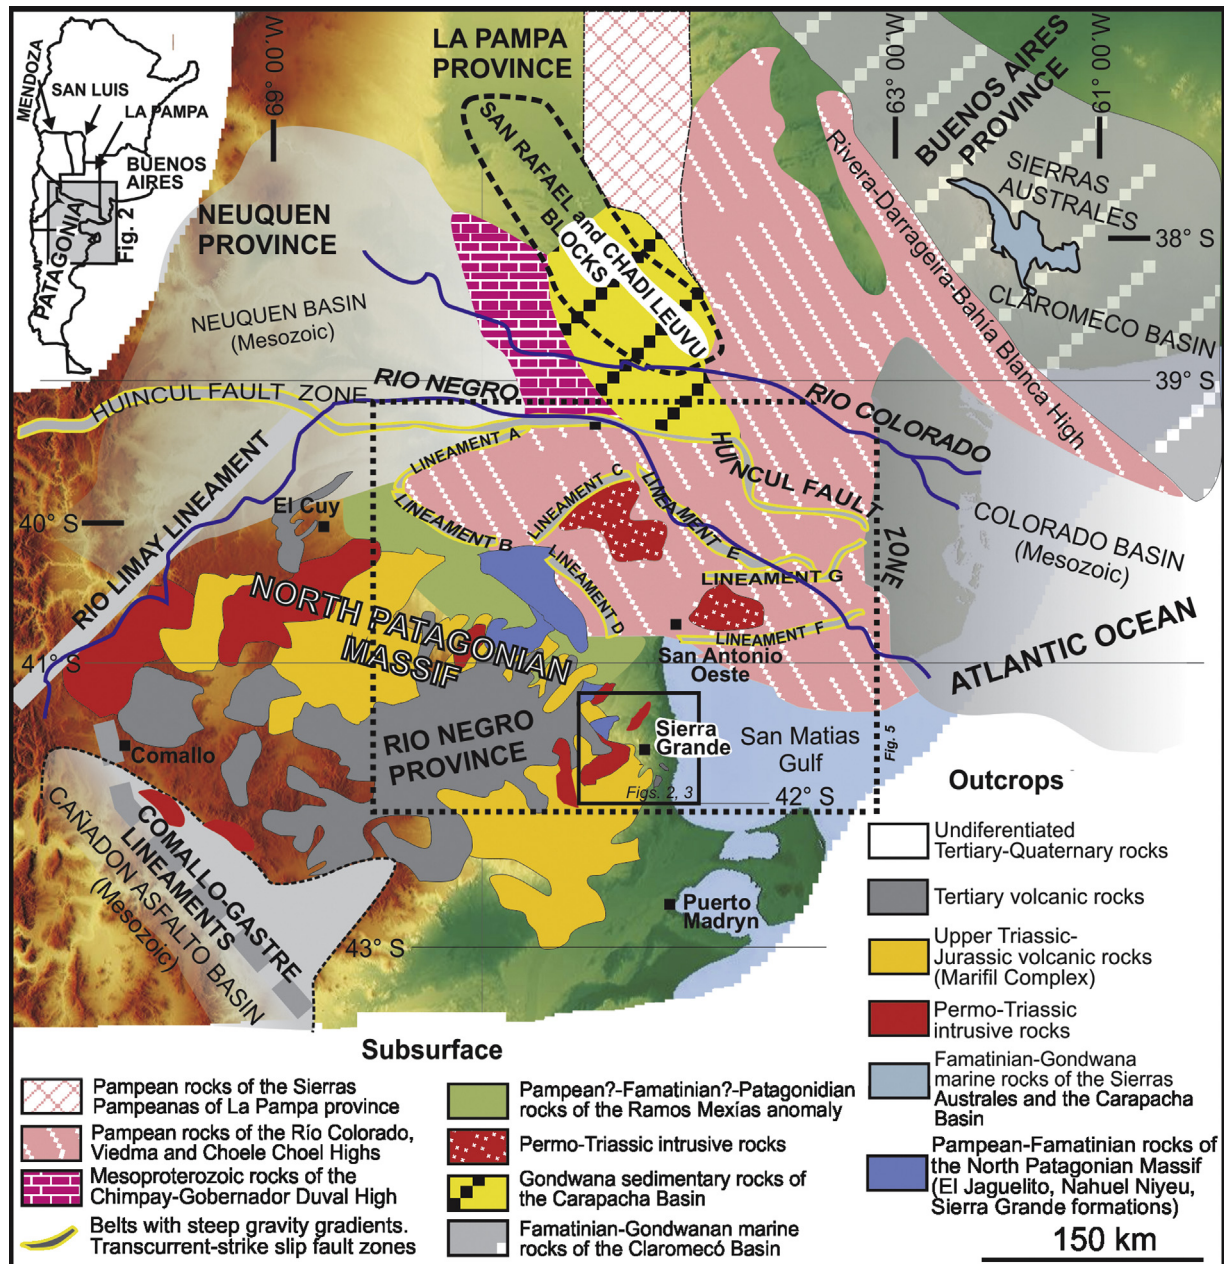 MENDOZA
SAN LUIS
LA PAMPA
BUENOS
AIRES
PATAGONIA
Fig. 2
69° 00´W
LA PAMPA
PROVINCE
63° 00´W
61° 00´W
BUENOS AIRES
PROVINCE
SAN RAFAEL and CHADI LEUVU
BLOCKS
Rivera-Darrageira-Bahía Blanca High
SIERRAS
AUSTRALES
38° S
NEUQUEN
PROVINCE
NEUQUEN BASIN
(Mesozoic)
CLAROMECO BASIN
39° S
HUINCUL FAULT ZONE
RIO NEGRO
RIO COLORADO
RIO LIMAY LINEAMENT
LINEAMENT A
LINEAMENT B
LINEAMENT C
LINEAMENT D
LINEAMENT E
LINEAMENT G
LINEAMENT F
HUINCUL FAULT ZONE
COLORADO BASIN
(Mesozoic)
El Cuy
40° S
NORTH PATAGONIAN
MASSIF
ATLANTIC OCEAN
41° S
San Antonio
Oeste
RIO NEGRO
PROVINCE
Sierra
Grande
San Matias
Gulf
Fig. 5
Figs. 2, 3
42° S
Comallo
COMALLO-GASTRE
LINEAMENTS
CAÑADON ASFALTO BASIN
(Mesozoic)
Puerto
Madryn
43° S
Outcrops
Undiferentiated
Tertiary-Quaternary rocks
Tertiary volcanic rocks
Upper Triassic-
Jurassic volcanic rocks
(Marifil Complex)
Permo-Triassic
intrusive rocks
Famatinian-Gondwana
marine rocks of the Sierras
Australes and the Carapacha
Basin
Pampean-Famatinian rocks of
the North Patagonian Massif
(El Jaguelito, Nahuel Niyeu,
Sierra Grande formations)
150 km
Subsurface
Pampean rocks of the Sierras
Pampeanas of La Pampa province
Pampean rocks of the Río Colorado,
Viedma and Choele Choel Highs
Mesoproterozoic rocks of the
Chimpay-Gobernador Duval High
Belts with steep gravity gradients.
Transcurrent-strike slip fault zones
Pampean?-Famatinian?-Patagonidian
rocks of the Ramos Mexías anomaly
Permo-Triassic intrusive rocks
Gondwana sedimentary rocks of
the Carapacha Basin
Famatinian-Gondwanan marine
rocks of the Claromecó Basin